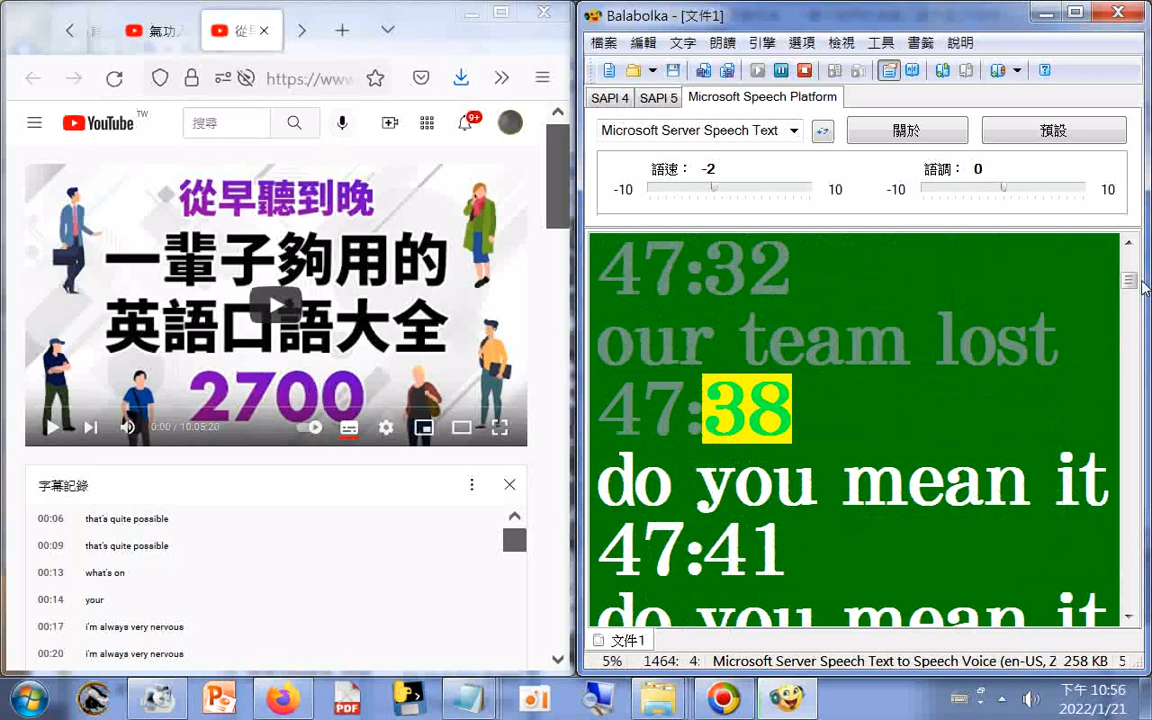 氣功
從
https://www
YouTube TW
搜尋
9+
從早聽到晚
一輩子夠用的
英語口語大全
2700
0:00 / 10:05:20
字幕記錄
00:06 that's quite possible
00:09 that's quite possible
00:13 what's on
00:14 your
00:17 i'm always very nervous
00:20 i'm always very nervous
Balabolka - [文件1]
檔案 編輯 文字 朗讀 引擎 選項 檢視 工具 書籤 說明
SAPI 4 SAPI 5 Microsoft Speech Platform
Microsoft Server Speech Text 關於 預設
語速： -2 語調： 0
-10 10 -10 10
47:32
our team lost
47:38
do you mean it
47:41
do you mean it
文件1
5% 1464: 4: Microsoft Server Speech Text to Speech Voice (en-US, Z 258 KB 5
PDF
下午 10:56
2022/1/21